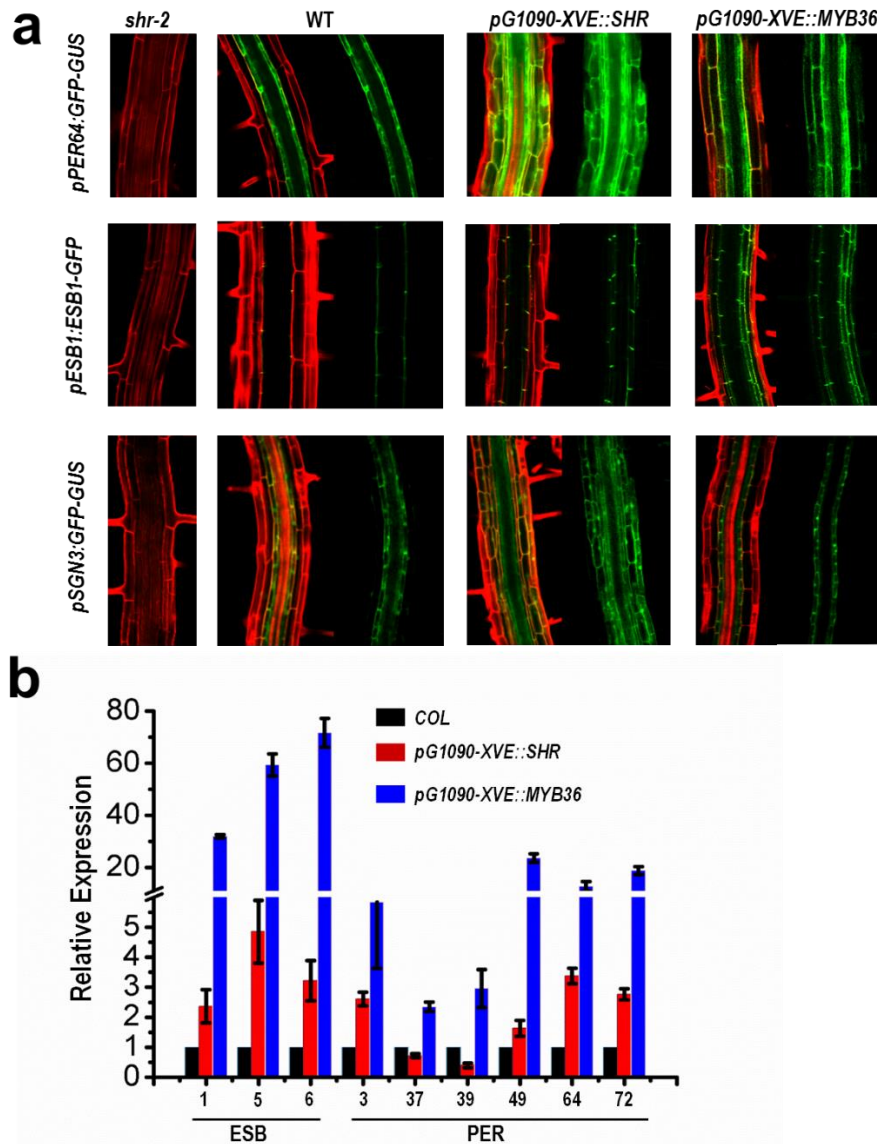 a
shr-2 WT pG1090-XVE::SHR pG1090-XVE::MYB36
pPER64:GFP-GUS
pESB1:ESB1-GFP
pSGN3:GFP-GUS
b
Relative Expression
80
60
40
20
5
4
3
2
1
0
COL
pG1090-XVE::SHR
pG1090-XVE::MYB36
1 5 6 3 37 39 49 64 72
ESB PER